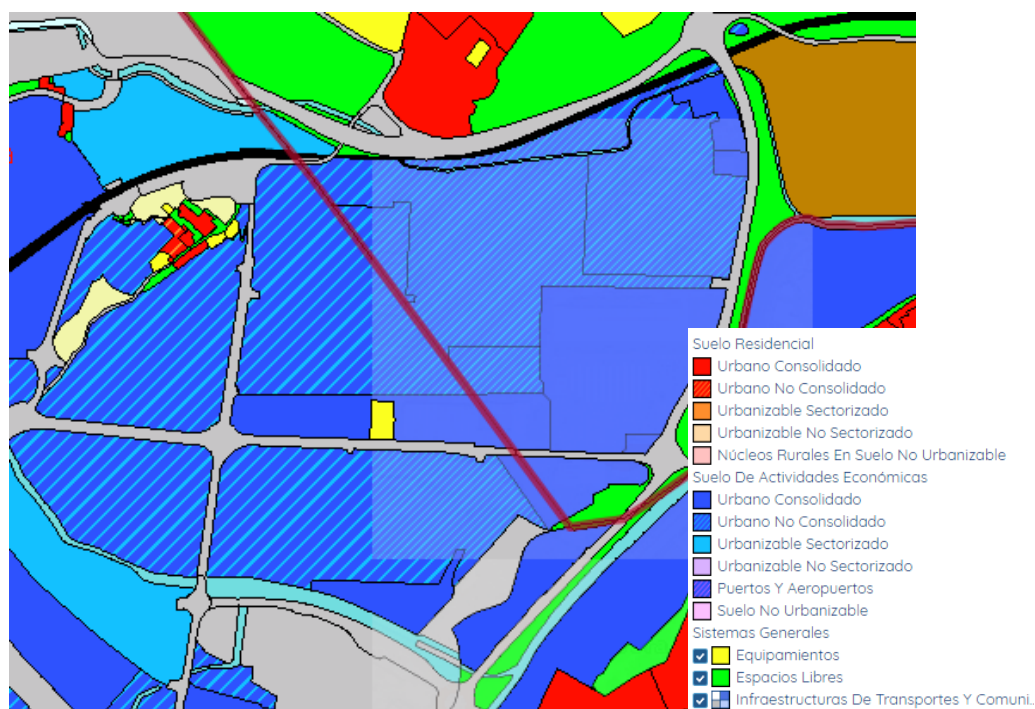 Suelo Residencial
Urbano Consolidado
Urbano No Consolidado
Urbanizable Sectorizado
Urbanizable No Sectorizado
Núcleos Rurales En Suelo No Urbanizable
Suelo De Actividades Económicas
Urbano Consolidado
Urbano No Consolidado
Urbanizable Sectorizado
Urbanizable No Sectorizado
Puertos Y Aeropuertos
Suelo No Urbanizable
Sistemas Generales
Equipamientos
Espacios Libres
Infraestructuras De Transportes Y Comuni...